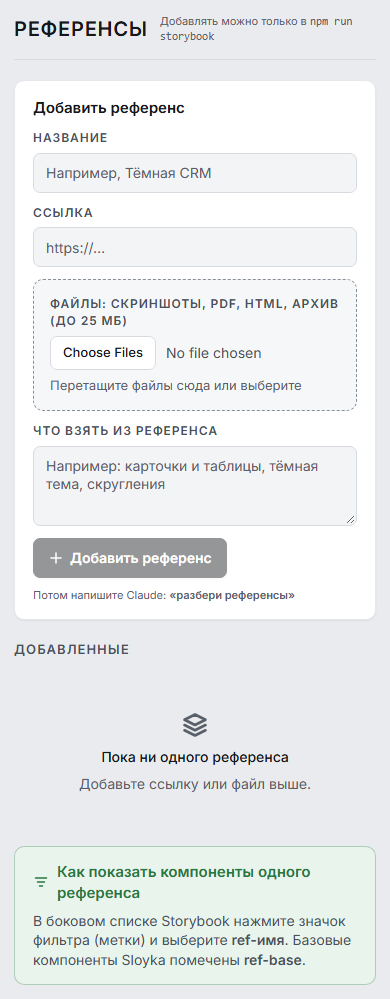 РЕФЕРЕНСЫ
Добавлять можно только в npm run
storybook
Добавить референс
НАЗВАНИЕ
Например, Тёмная CRM
ССЫЛКА
https://...
ФАЙЛЫ: СКРИНШОТЫ, PDF, HTML, АРХИВ
(ДО 25 МБ)
Choose Files No file chosen
Перетащите файлы сюда или выберите
ЧТО ВЗЯТЬ ИЗ РЕФЕРЕНСА
Например: карточки и таблицы, тёмная
тема, скругления
+ Добавить референс
Потом напишите Claude: «разбери референсы»
ДОБАВЛЕННЫЕ
Пока ни одного референса
Добавьте ссылку или файл выше.
Как показать компоненты одного
референса
В боковом списке Storybook нажмите значок
фильтра (метки) и выберите ref-имя. Базовые
компоненты Sloyka помечены ref-base.